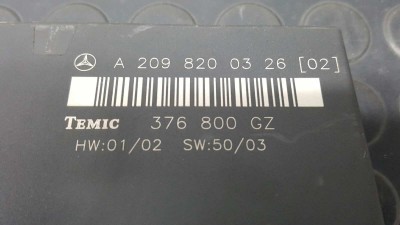 A 209 820 03 26 [02]
TEMIC 376 800 GZ
HW:01/02 SW:50/03